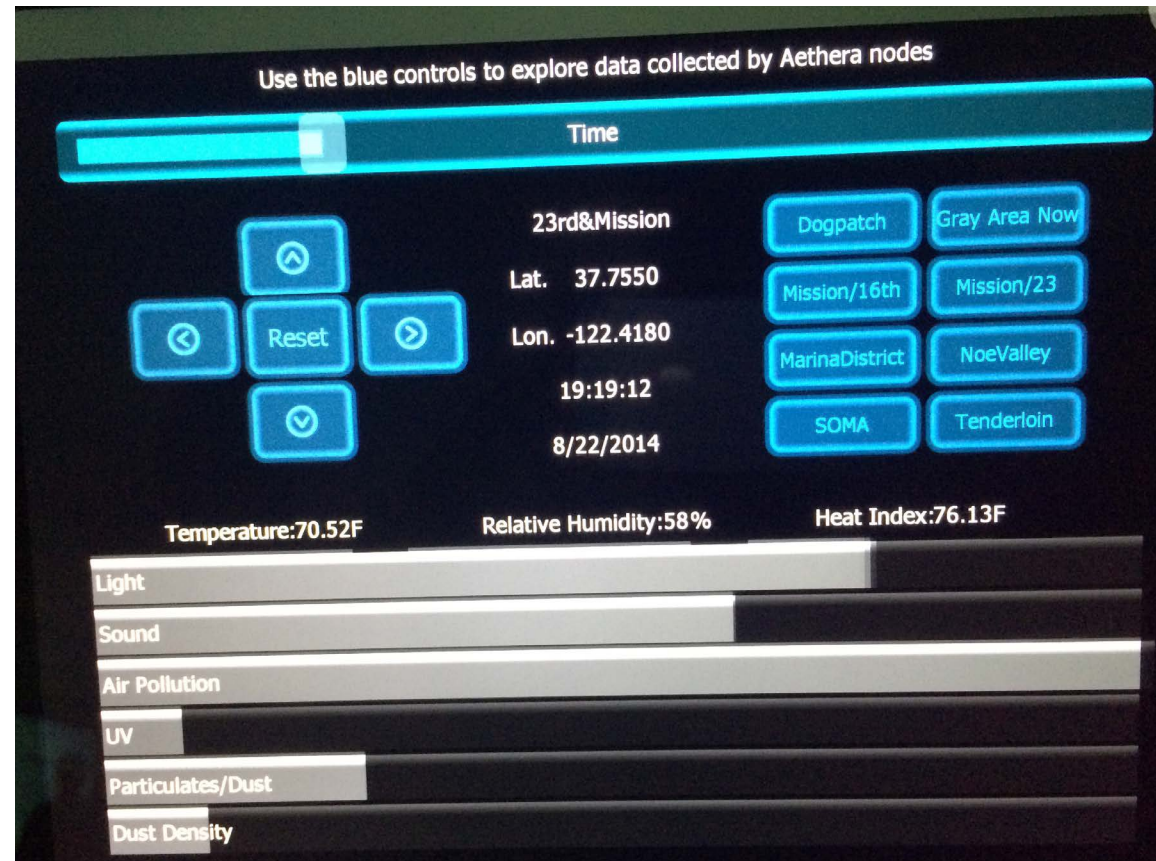 Use the blue controls to explore data collected by Aethera nodes
Time
23rd&Mission
Lat. 37.7550
Lon. -122.4180
19:19:12
8/22/2014
Reset
Dogpatch
Gray Area Now
Mission/16th
Mission/23
MarinaDistrict
NoeValley
SOMA
Tenderloin
Temperature:70.52F
Relative Humidity:58%
Heat Index:76.13F
Light
Sound
Air Pollution
UV
Particulates/Dust
Dust Density